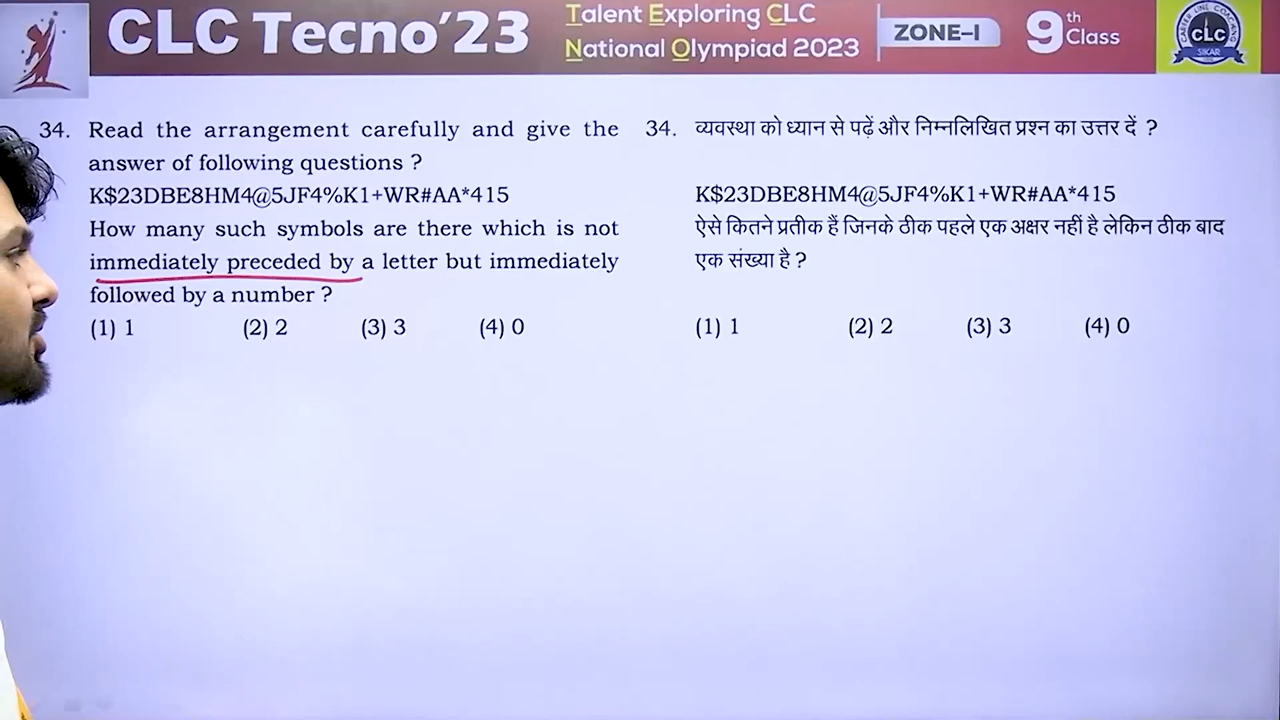 CLC Tecno'23
Talent Exploring CLC
National Olympiad 2023
ZONE–I
9th Class
CAREER LINE COACHING
CLC
SIKAR
34. Read the arrangement carefully and give the
answer of following questions ?
K$23DBE8HM4@5JF4%K1+WR#AA*415
How many such symbols are there which is not
immediately preceded by a letter but immediately
followed by a number ?
(1) 1 (2) 2 (3) 3 (4) 0
34. व्यवस्था को ध्यान से पढ़ें और निम्नलिखित प्रश्न का उत्तर दें ?
K$23DBE8HM4@5JF4%K1+WR#AA*415
ऐसे कितने प्रतीक हैं जिनके ठीक पहले एक अक्षर नहीं है लेकिन ठीक बाद
एक संख्या है ?
(1) 1 (2) 2 (3) 3 (4) 0